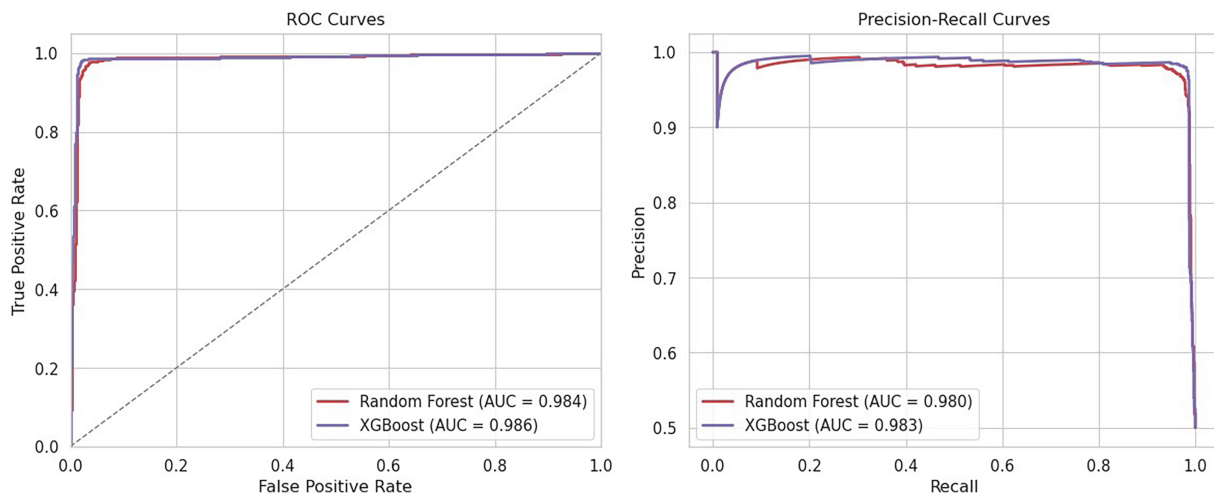 ROC Curves
True Positive Rate
1.0
0.8
0.6
0.4
0.2
0.0
0.0 0.2 0.4 0.6 0.8 1.0
False Positive Rate
Random Forest (AUC = 0.984)
XGBoost (AUC = 0.986)
Precision-Recall Curves
Precision
1.0
0.9
0.8
0.7
0.6
0.5
0.0 0.2 0.4 0.6 0.8 1.0
Recall
Random Forest (AUC = 0.980)
XGBoost (AUC = 0.983)